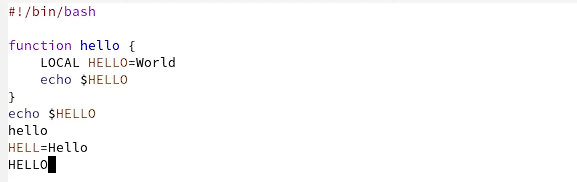 #!/bin/bash
function hello {
LOCAL HELLO=World
echo $HELLO
}
echo $HELLO
hello
HELL=Hello
HELLO